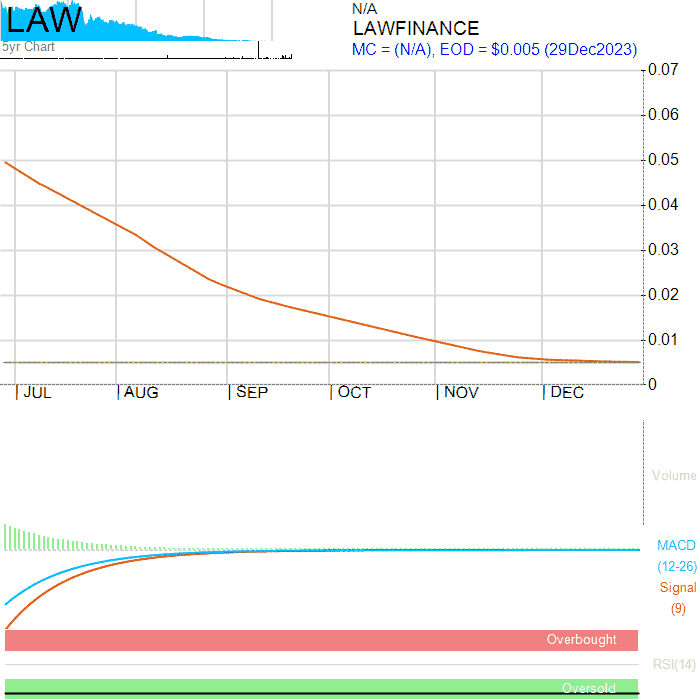 LAW
5yr Chart
N/A
LAWFINANCE
MC = (N/A), EOD = $0.005 (29Dec2023)
0.07
0.06
0.05
0.04
0.03
0.02
0.01
0
JUL AUG SEP OCT NOV DEC
Volume
MACD
(12-26)
Signal
(9)
Overbought
RSI(14)
Oversold